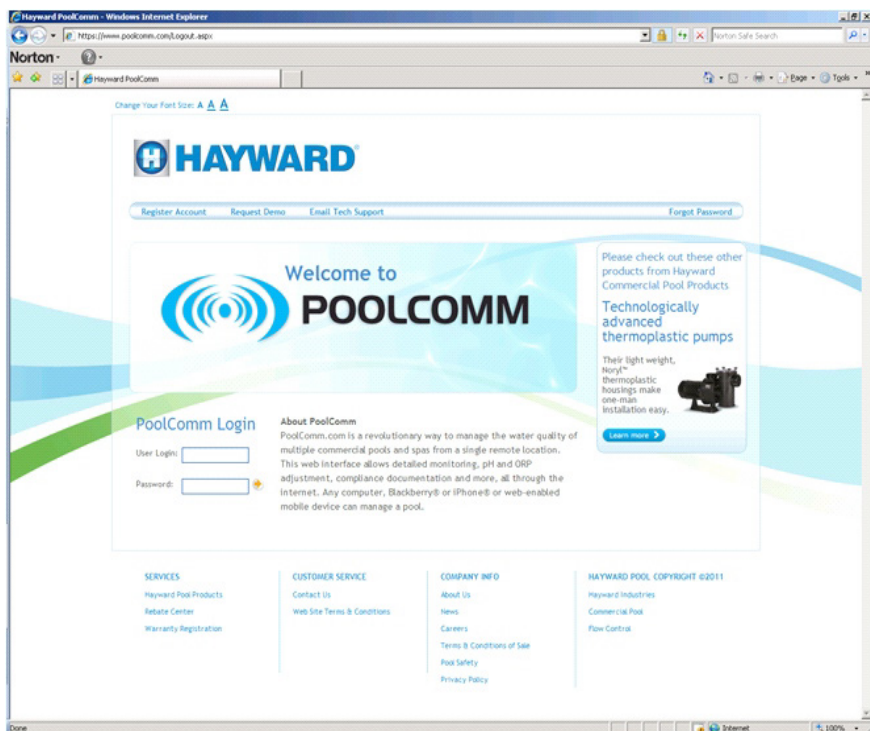 Hayward PoolComm - Windows Internet Explorer
https://www.poolcomm.com/Logout.aspx
Norton Safe Search
Norton -
Hayward PoolComm
Page
Tools
Change Your Font Size: A A A
H HAYWARD®
Register Account Request Demo Email Tech Support Forgot Password
Welcome to
POOLCOMM
Please check out these other
products from Hayward
Commercial Pool Products
Technologically
advanced
thermoplastic pumps
Their light weight,
Noryl™
thermoplastic
housings make
one-man
installation easy.
Learn more
PoolComm Login
User Login:
Password:
About PoolComm
PoolComm.com is a revolutionary way to manage the water quality of
multiple commercial pools and spas from a single remote location.
This web interface allows detailed monitoring, pH and ORP
adjustment, compliance documentation and more, all through the
internet. Any computer, Blackberry® or iPhone® or web-enabled
mobile device can manage a pool.
SERVICES
Hayward Pool Products
Rebate Center
Warranty Registration
CUSTOMER SERVICE
Contact Us
Web Site Terms & Conditions
COMPANY INFO
About Us
News
Careers
Terms & Conditions of Sale
Pool Safety
Privacy Policy
HAYWARD POOL COPYRIGHT ©2011
Hayward Industries
Commercial Pool
Flow Control
Done
Internet
100%